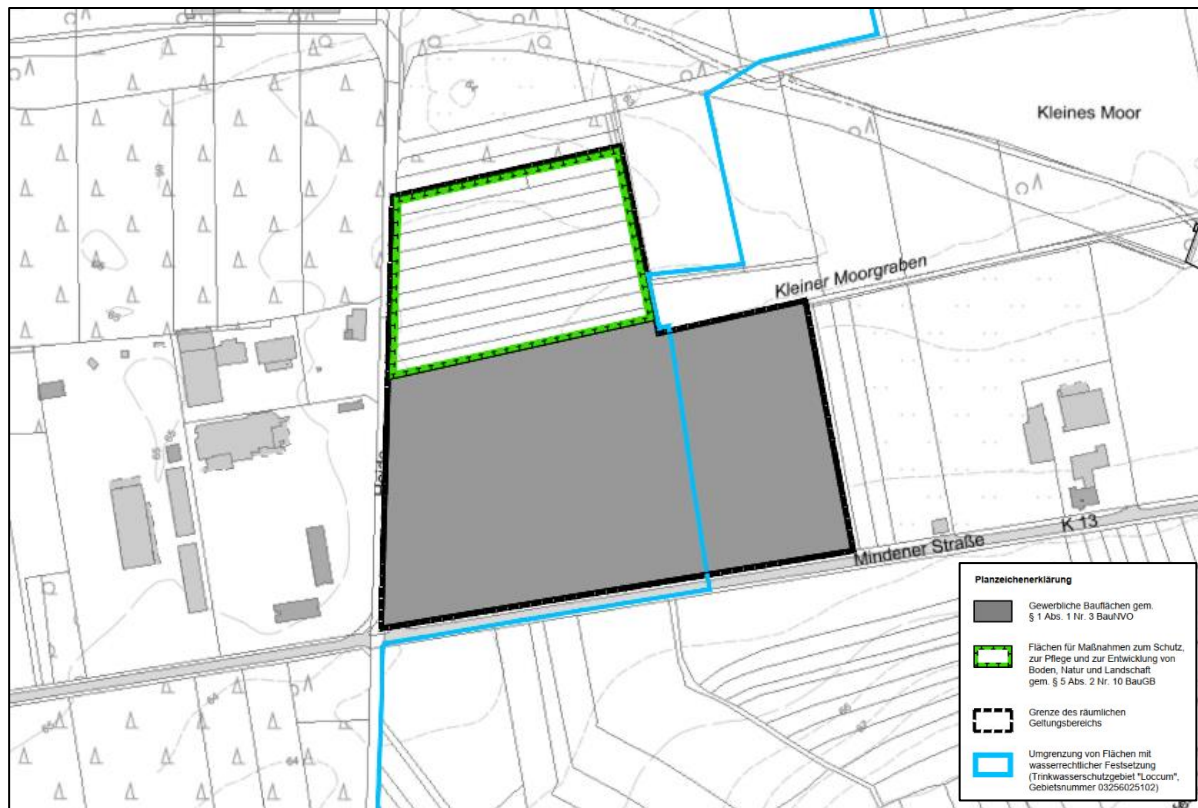 Kleines Moor
Kleiner Moorgraben
Heide
Mindener Straße
K 13
64
Planzeichenerklärung
Gewerbliche Bauflächen gem.
§ 1 Abs. 1 Nr. 3 BauNVO
Flächen für Maßnahmen zum Schutz,
zur Pflege und zur Entwicklung von
Boden, Natur und Landschaft
gem. § 5 Abs. 2 Nr. 10 BauGB
Grenze des räumlichen
Geltungsbereichs
Umgrenzung von Flächen mit
wasserrechtlicher Festsetzung
(Trinkwasserschutzgebiet "Loccum",
Gebietsnummer 03256025102)